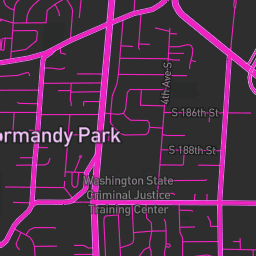 4th Ave S
S 186th St
ormandy Park
S 188th St
Washington State
Criminal Justice
Training Center